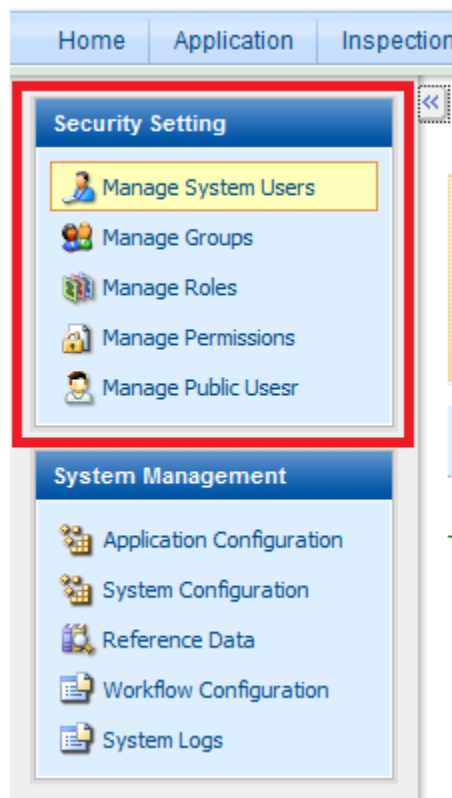 Home Application Inspection
Security Setting
Manage System Users
Manage Groups
Manage Roles
Manage Permissions
Manage Public Usesr
System Management
Application Configuration
System Configuration
Reference Data
Workflow Configuration
System Logs